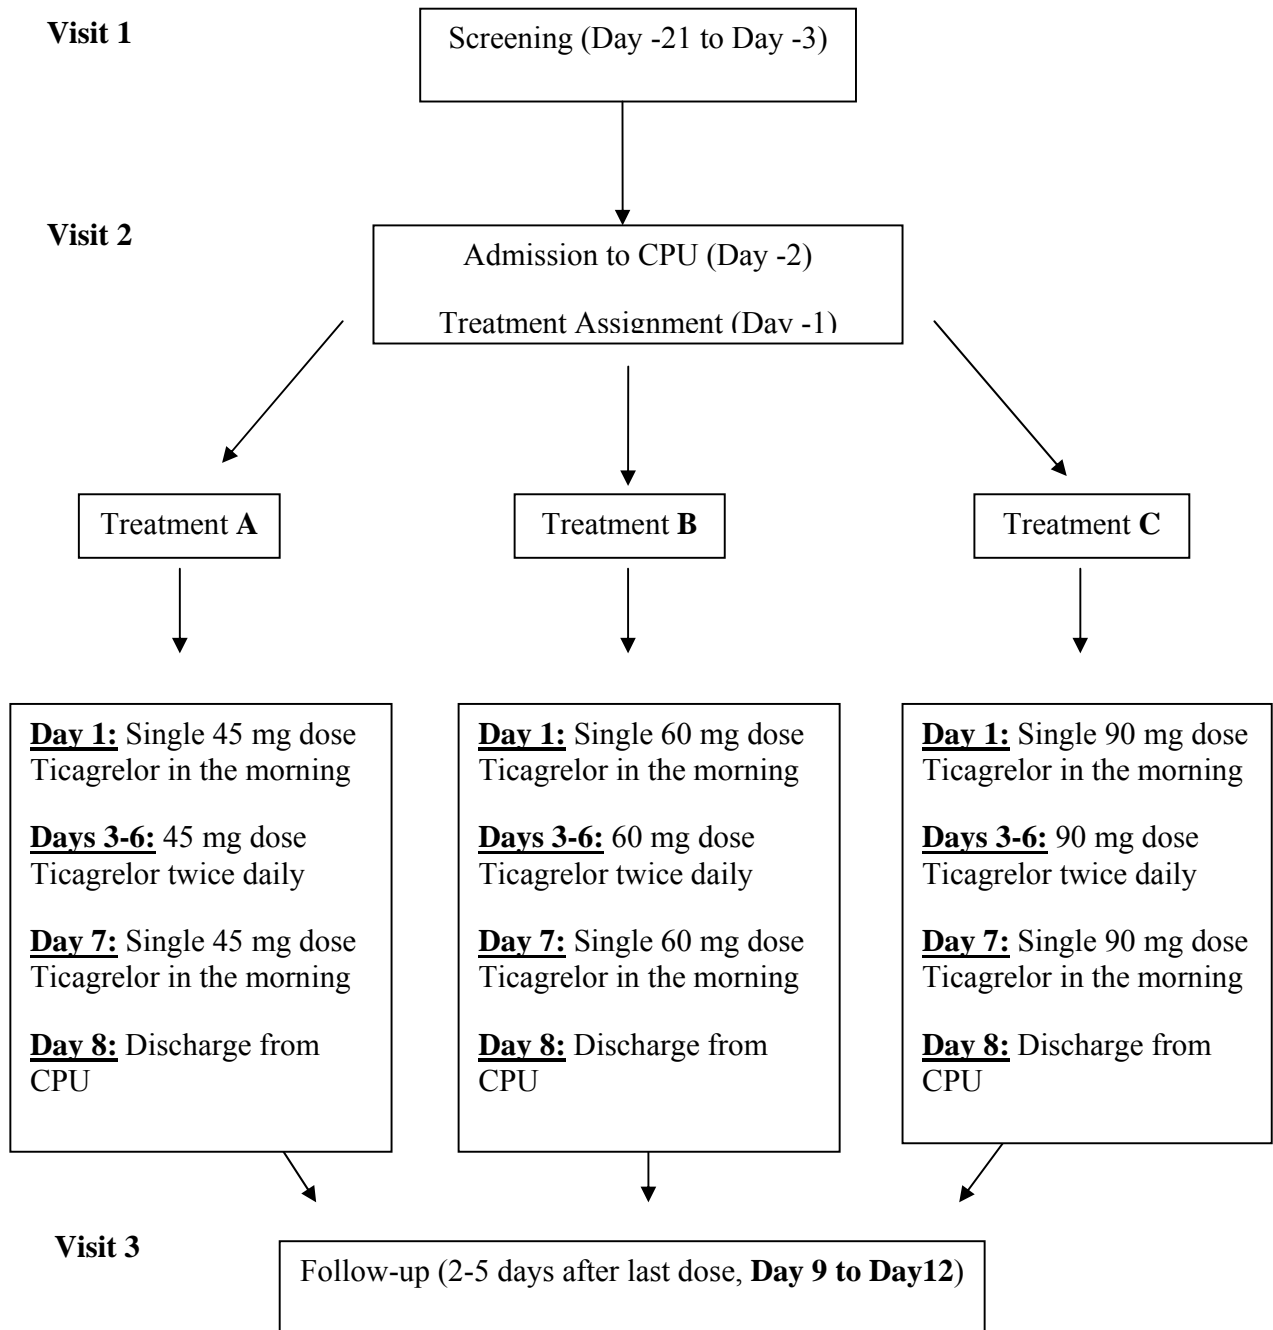 Visit 1
Screening (Day -21 to Day -3)
Visit 2
Admission to CPU (Day -2)
Treatment Assignment (Day -1)
Treatment A
Treatment B
Treatment C
Day 1: Single 45 mg dose
Ticagrelor in the morning
Days 3-6: 45 mg dose
Ticagrelor twice daily
Day 7: Single 45 mg dose
Ticagrelor in the morning
Day 8: Discharge from
CPU
Day 1: Single 60 mg dose
Ticagrelor in the morning
Days 3-6: 60 mg dose
Ticagrelor twice daily
Day 7: Single 60 mg dose
Ticagrelor in the morning
Day 8: Discharge from
CPU
Day 1: Single 90 mg dose
Ticagrelor in the morning
Days 3-6: 90 mg dose
Ticagrelor twice daily
Day 7: Single 90 mg dose
Ticagrelor in the morning
Day 8: Discharge from
CPU
Visit 3
Follow-up (2-5 days after last dose, Day 9 to Day12)